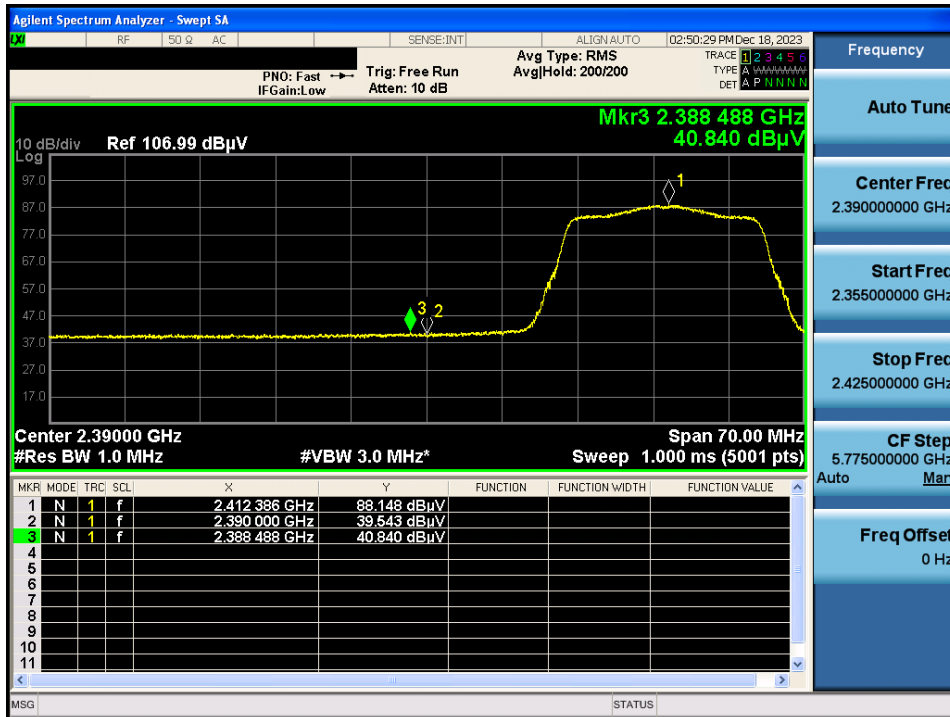 Agilent Spectrum Analyzer - Swept SA
LXI RF 50 Ω AC SENSE:INT ALIGN AUTO 02:50:29 PM Dec 18, 2023
PNO: Fast
IFGain:Low
Trig: Free Run
Atten: 10 dB
Avg Type: RMS
Avg|Hold: 200/200
TRACE 1 2 3 4 5 6
TYPE A WWWWW
DET A P N N N N
Mkr3 2.388 488 GHz
40.840 dBµV
10 dB/div Ref 106.99 dBµV
Log
97.0
87.0
77.0
67.0
57.0
47.0
37.0
27.0
17.0
1
3 2
Center 2.39000 GHz Span 70.00 MHz
#Res BW 1.0 MHz #VBW 3.0 MHz* Sweep 1.000 ms (5001 pts)
MKR MODE TRC SCL X Y FUNCTION FUNCTION WIDTH FUNCTION VALUE
1 N 1 f 2.412 386 GHz 88.148 dBµV
2 N 1 f 2.390 000 GHz 39.543 dBµV
3 N 1 f 2.388 488 GHz 40.840 dBµV
4
5
6
7
8
9
10
11
MSG STATUS
Frequency
Auto Tune
Center Freq
2.390000000 GHz
Start Freq
2.355000000 GHz
Stop Freq
2.425000000 GHz
CF Step
5.775000000 GHz
Auto Man
Freq Offset
0 Hz